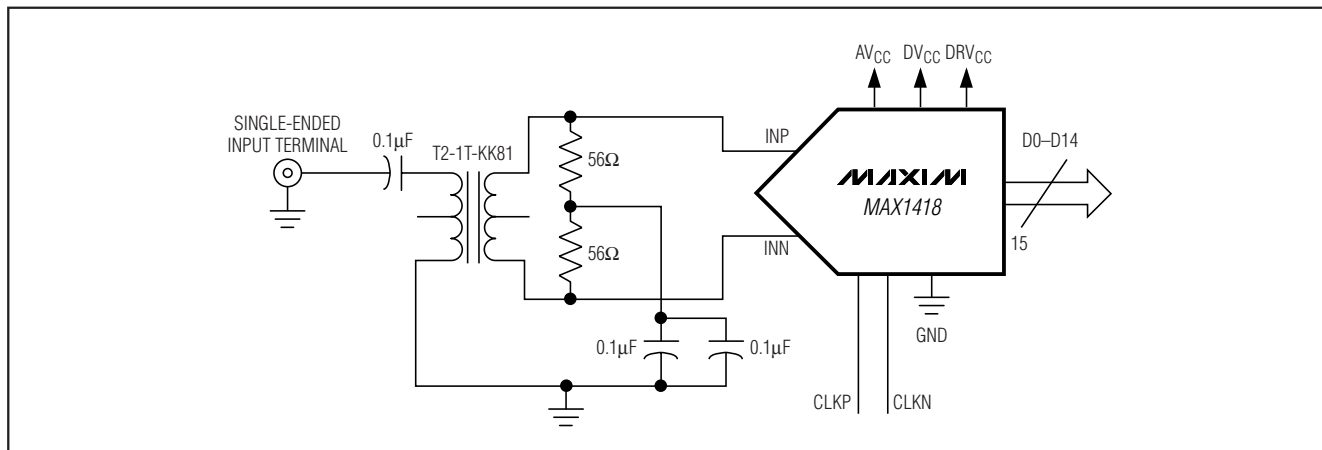 SINGLE-ENDED
INPUT TERMINAL
0.1μF
T2-1T-KK81
56Ω
56Ω
0.1μF
0.1μF
AVCC
DVCC
DRVCC
INP
INN
MAXIM
MAX1418
D0–D14
15
GND
CLKP
CLKN